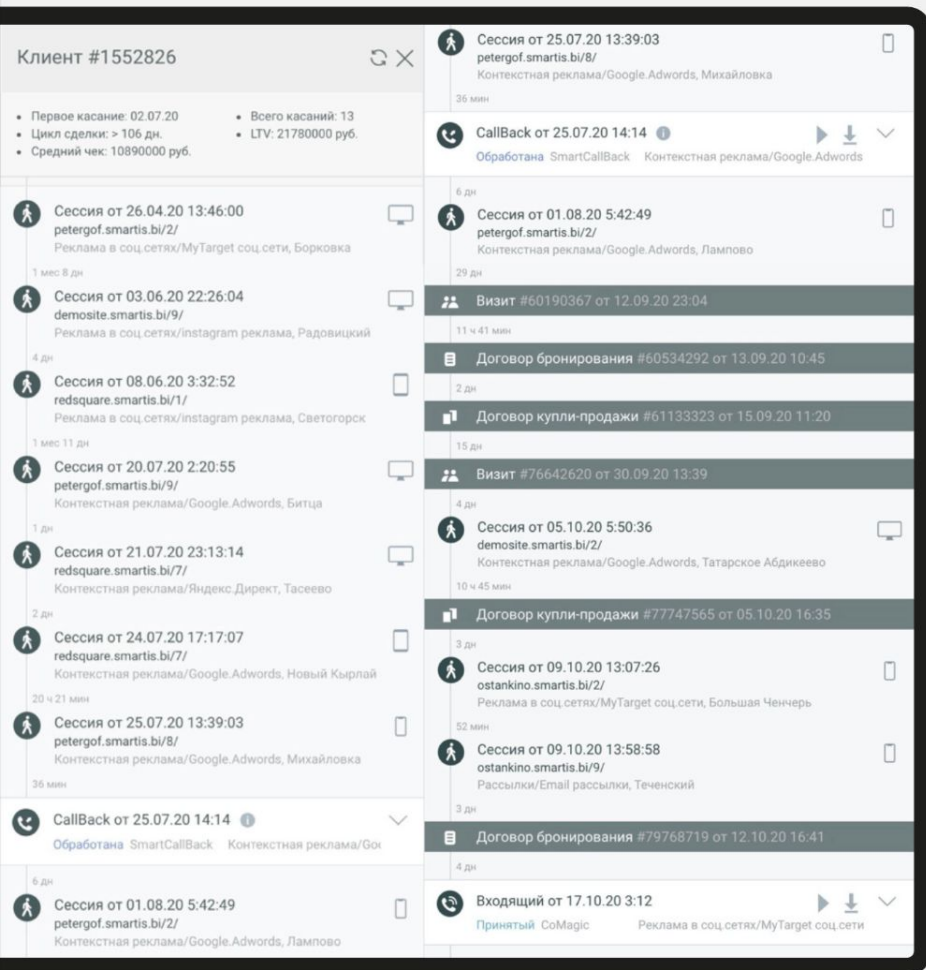 Клиент #1552826
Первое касание: 02.07.20
Цикл сделки: > 106 дн.
Средний чек: 10890000 руб.
Всего касаний: 13
LTV: 21780000 руб.
Сессия от 26.04.20 13:46:00
petergof.smartis.bi/2/
Реклама в соц.сетях/MyTarget соц.сети, Борковка
1 мес 8 дн
Сессия от 03.06.20 22:26:04
demosite.smartis.bi/9/
Реклама в соц.сетях/instagram реклама, Радовицкий
4 дн
Сессия от 08.06.20 3:32:52
redsquare.smartis.bi/1/
Реклама в соц.сетях/instagram реклама, Светогорск
1 мес 11 дн
Сессия от 20.07.20 2:20:55
petergof.smartis.bi/9/
Контекстная реклама/Google.Adwords, Битца
1 дн
Сессия от 21.07.20 23:13:14
redsquare.smartis.bi/7/
Контекстная реклама/Яндекс.Директ, Тасеево
2 дн
Сессия от 24.07.20 17:17:07
redsquare.smartis.bi/7/
Контекстная реклама/Google.Adwords, Новый Кырлай
20 ч 21 мин
Сессия от 25.07.20 13:39:03
petergof.smartis.bi/8/
Контекстная реклама/Google.Adwords, Михайловка
36 мин
CallBack от 25.07.20 14:14
Обработана SmartCallBack Контекстная реклама/Goo
6 дн
Сессия от 01.08.20 5:42:49
petergof.smartis.bi/2/
Контекстная реклама/Google.Adwords, Лампово
Сессия от 25.07.20 13:39:03
petergof.smartis.bi/8/
Контекстная реклама/Google.Adwords, Михайловка
36 мин
CallBack от 25.07.20 14:14
Обработана SmartCallBack Контекстная реклама/Google.Adwords
6 дн
Сессия от 01.08.20 5:42:49
petergof.smartis.bi/2/
Контекстная реклама/Google.Adwords, Лампово
29 дн
Визит #60190367 от 12.09.20 23:04
11 ч 41 мин
Договор бронирования #60534292 от 13.09.20 10:45
2 дн
Договор купли-продажи #61133323 от 15.09.20 11:20
15 дн
Визит #76642620 от 30.09.20 13:39
4 дн
Сессия от 05.10.20 5:50:36
demosite.smartis.bi/2/
Контекстная реклама/Google.Adwords, Татарское Абдикеево
10 ч 45 мин
Договор купли-продажи #77747565 от 05.10.20 16:35
3 дн
Сессия от 09.10.20 13:07:26
ostankino.smartis.bi/2/
Реклама в соц.сетях/MyTarget соц.сети, Большая Ченчерь
52 мин
Сессия от 09.10.20 13:58:58
ostankino.smartis.bi/9/
Рассылки/Email рассылки, Теченский
3 дн
Договор бронирования #79768719 от 12.10.20 16:41
4 дн
Входящий от 17.10.20 3:12
Принятый CoMagic Реклама в соц.сетях/MyTarget соц.сети